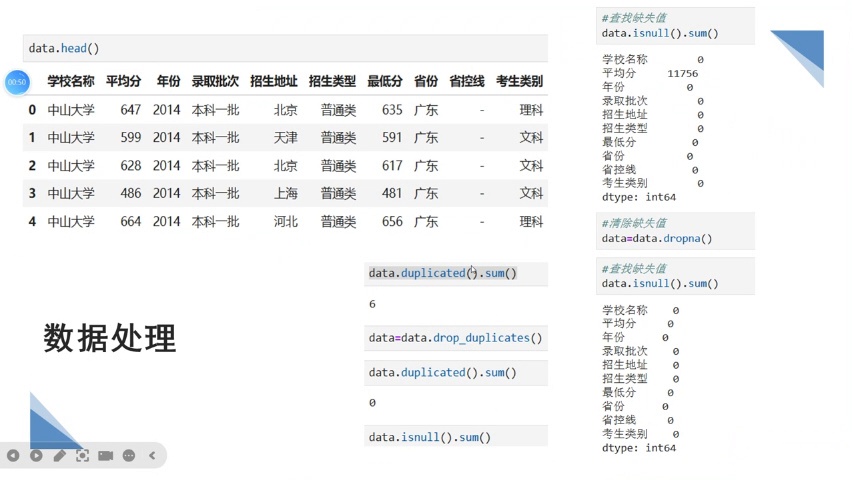 data.head()
00:50
学校名称 平均分 年份 录取批次 招生地址 招生类型 最低分 省份 省控线 考生类别
0 中山大学 647 2014 本科一批 北京 普通类 635 广东 - 理科
1 中山大学 599 2014 本科一批 天津 普通类 591 广东 - 文科
2 中山大学 628 2014 本科一批 北京 普通类 617 广东 - 文科
3 中山大学 486 2014 本科一批 上海 普通类 481 广东 - 文科
4 中山大学 664 2014 本科一批 河北 普通类 656 广东 - 理科
数据处理
data.duplicated().sum()
6
data=data.drop_duplicates()
data.duplicated().sum()
0
data.isnull().sum()
#查找缺失值
data.isnull().sum()
学校名称 0
平均分 11756
年份 0
录取批次 0
招生地址 0
招生类型 0
最低分 0
省份 0
省控线 0
考生类别 0
dtype: int64
#清除缺失值
data=data.dropna()
#查找缺失值
data.isnull().sum()
学校名称 0
平均分 0
年份 0
录取批次 0
招生地址 0
招生类型 0
最低分 0
省份 0
省控线 0
考生类别 0
dtype: int64